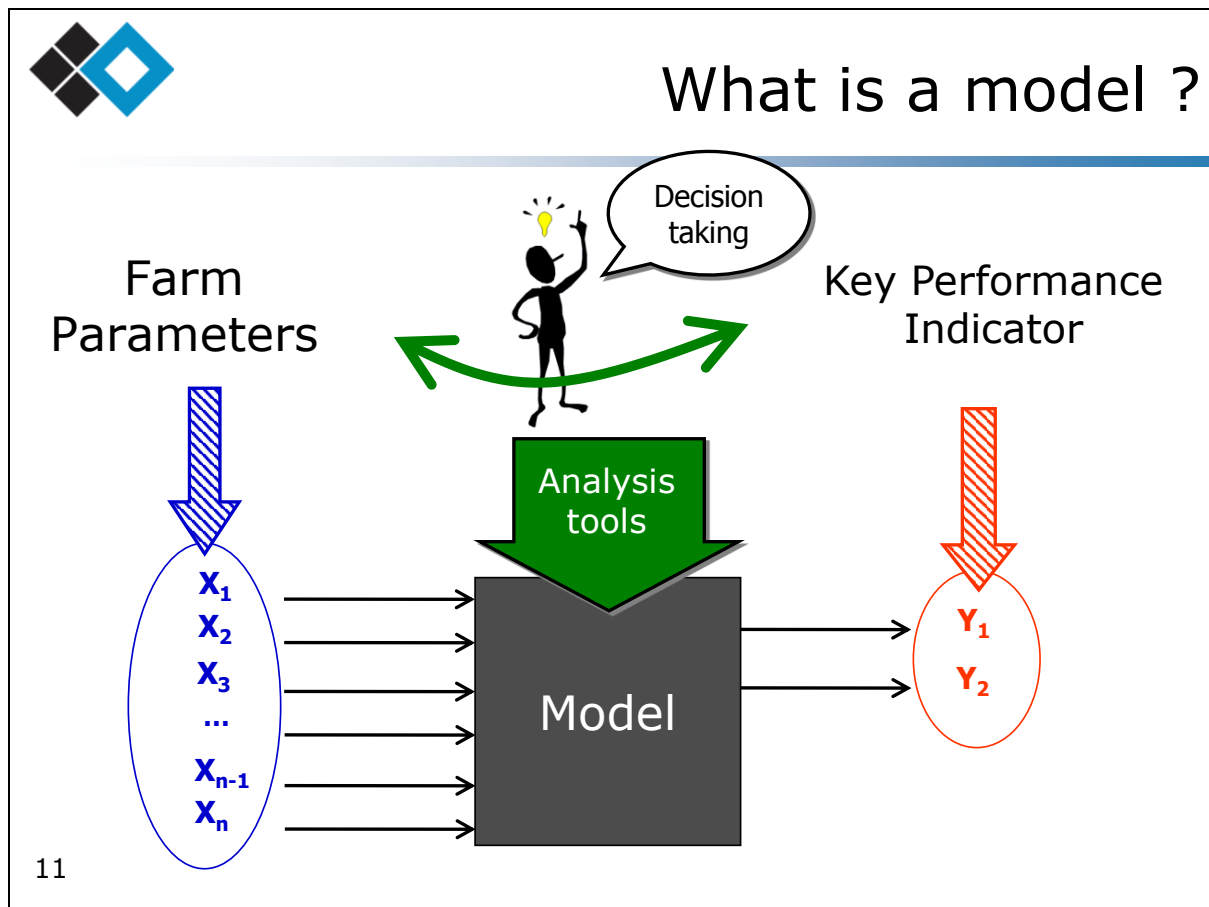 What is a model ?
Decision
taking
Farm
Parameters
Key Performance
Indicator
Analysis
tools
X₁
X₂
X₃
...
Xₙ₋₁
Xₙ
Model
Y₁
Y₂
11